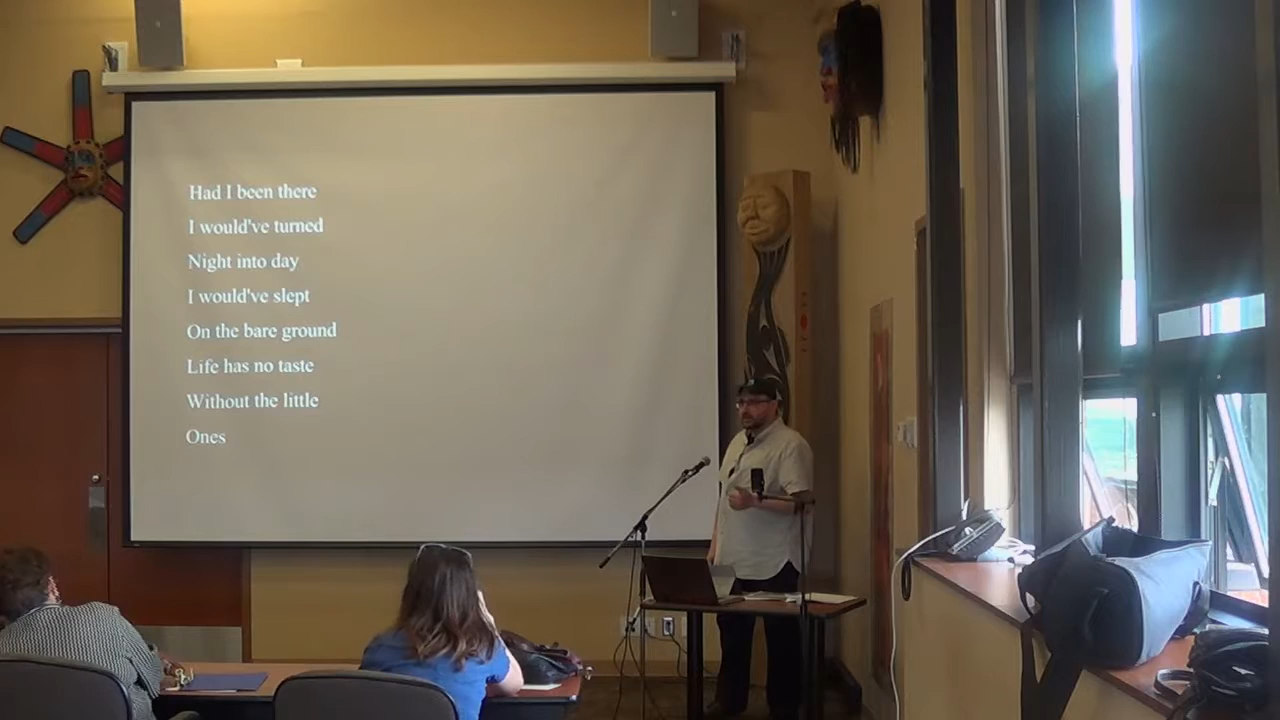 Had I been there
I would've turned
Night into day
I would've slept
On the bare ground
Life has no taste
Without the little
Ones